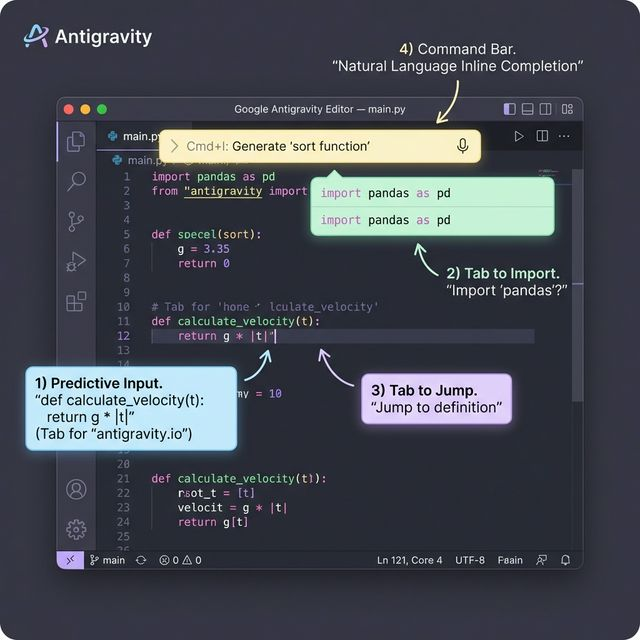 Antigravity
4) Command Bar.
“Natural Language Inline Completion”
Google Antigravity Editor — main.py
main.py
Cmd+I: Generate ‘sort function’
main.py
1 import pandas as pd
2 from "antigravity import
import pandas as pd
import pandas as pd
3
4
5 def specel(sort):
6 g = 3.35
7 return 0
8
9
2) Tab to Import.
“Import ‘pandas’?”
10 # Tab for 'hone lculate_velocity'
11 def calculate_velocity(t):
12 return g * |t|"
13
14
1) Predictive Input.
“def calculate_velocity(t):
return g * |t|”
(Tab for “antigravity.io”)
= 10
3) Tab to Jump.
“Jump to definition”
20
21 def calculate_velocity(t)):
22 = [t]
23 velocit = g * |t|
24 return g[t]
25
26
main 0 0 Ln 121, Core 4 UTF-8